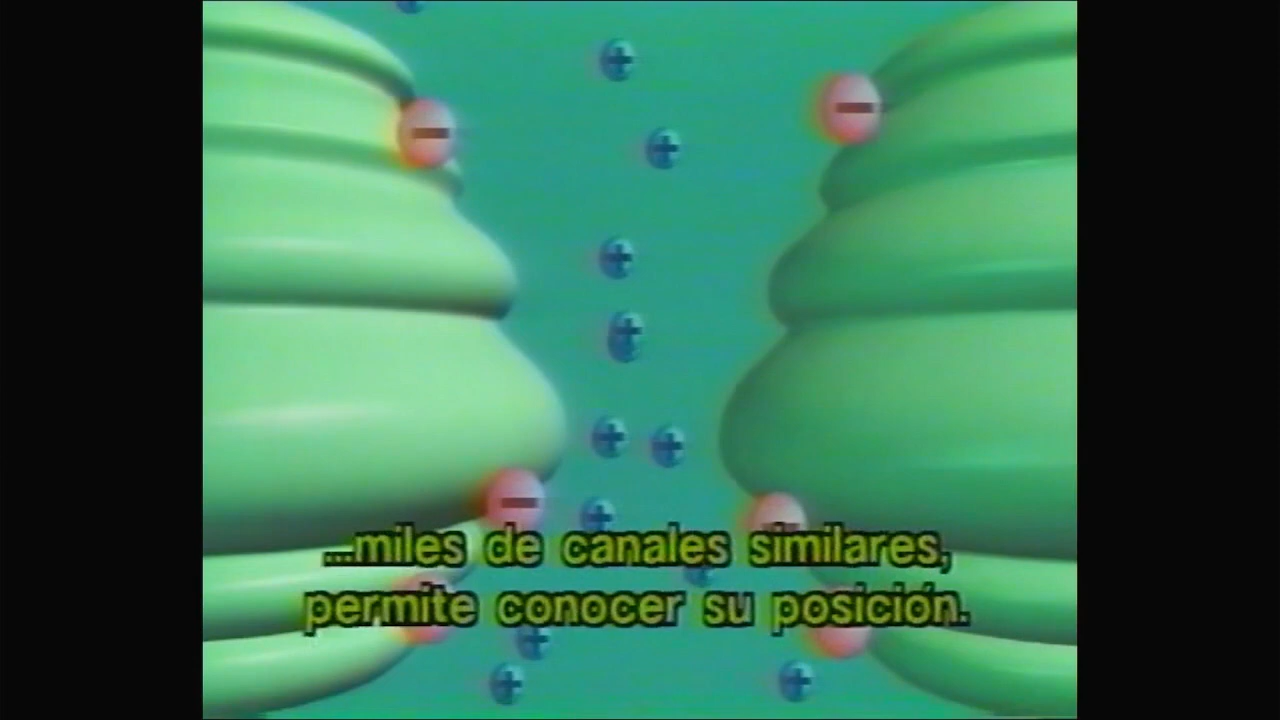 ...miles de canales similares,
permite conocer su posición.